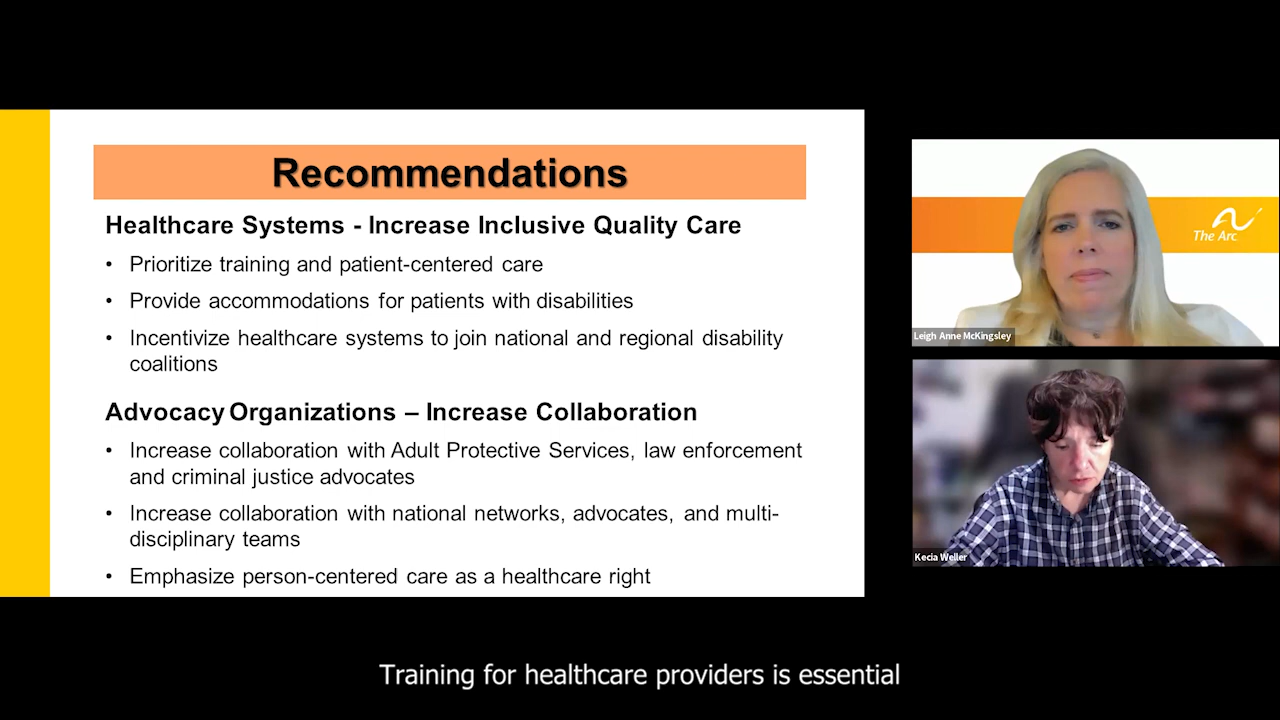 Recommendations
Healthcare Systems - Increase Inclusive Quality Care
• Prioritize training and patient-centered care
• Provide accommodations for patients with disabilities
• Incentivize healthcare systems to join national and regional disability
coalitions
Advocacy Organizations – Increase Collaboration
• Increase collaboration with Adult Protective Services, law enforcement
and criminal justice advocates
• Increase collaboration with national networks, advocates, and multi-
disciplinary teams
• Emphasize person-centered care as a healthcare right
The Arc
Leigh Anne McKingsley
Kecia Weller
Training for healthcare providers is essential